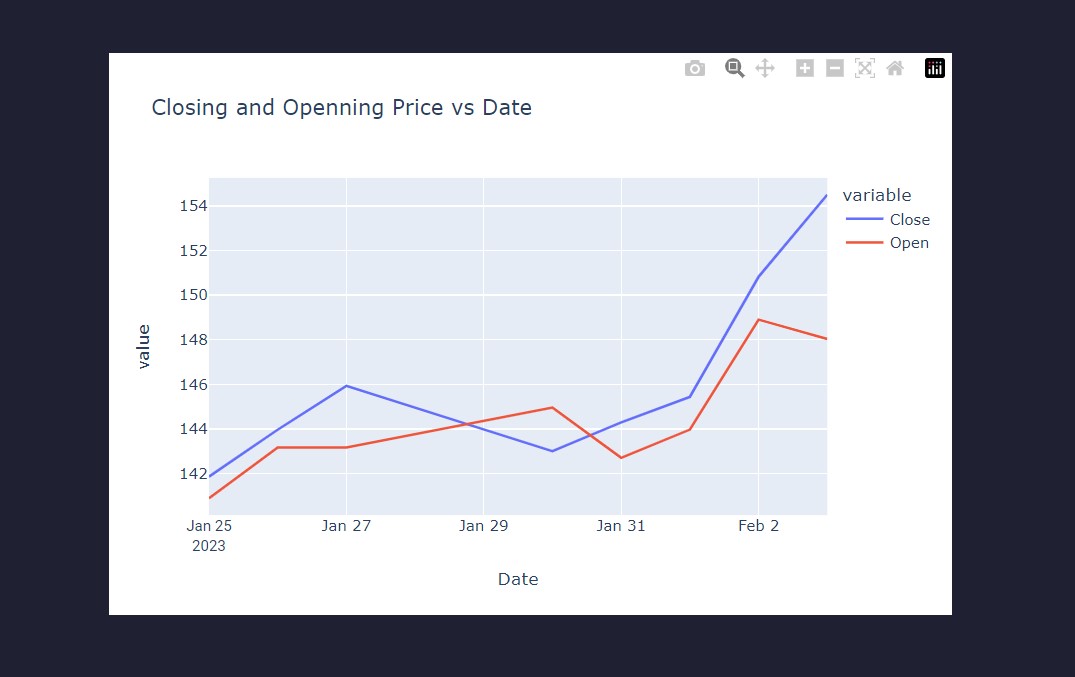 Closing and Openning Price vs Date
variable
Close
Open
154
152
150
148
146
144
142
value
Jan 25 Jan 27 Jan 29 Jan 31 Feb 2
2023
Date